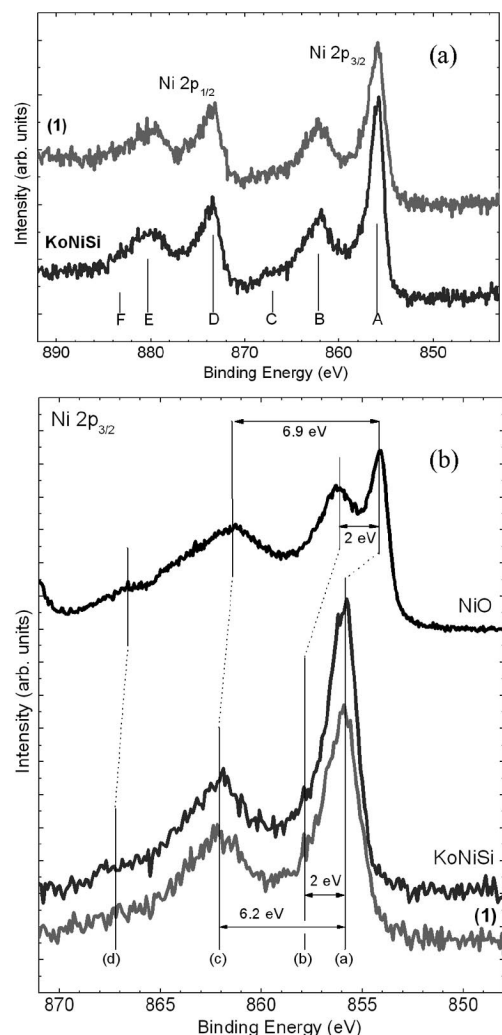 (a)
Ni 2p3/2
Ni 2p1/2
(1)
KoNiSi
F E D C B A
Intensity (arb. units)
890 880 870 860 850
Binding Energy (eV)
Ni 2p3/2
(b)
6.9 eV
2 eV
NiO
Intensity (arb. units)
KoNiSi
2 eV
(1)
6.2 eV
(d) (c) (b) (a)
870 865 860 855 850
Binding Energy (eV)